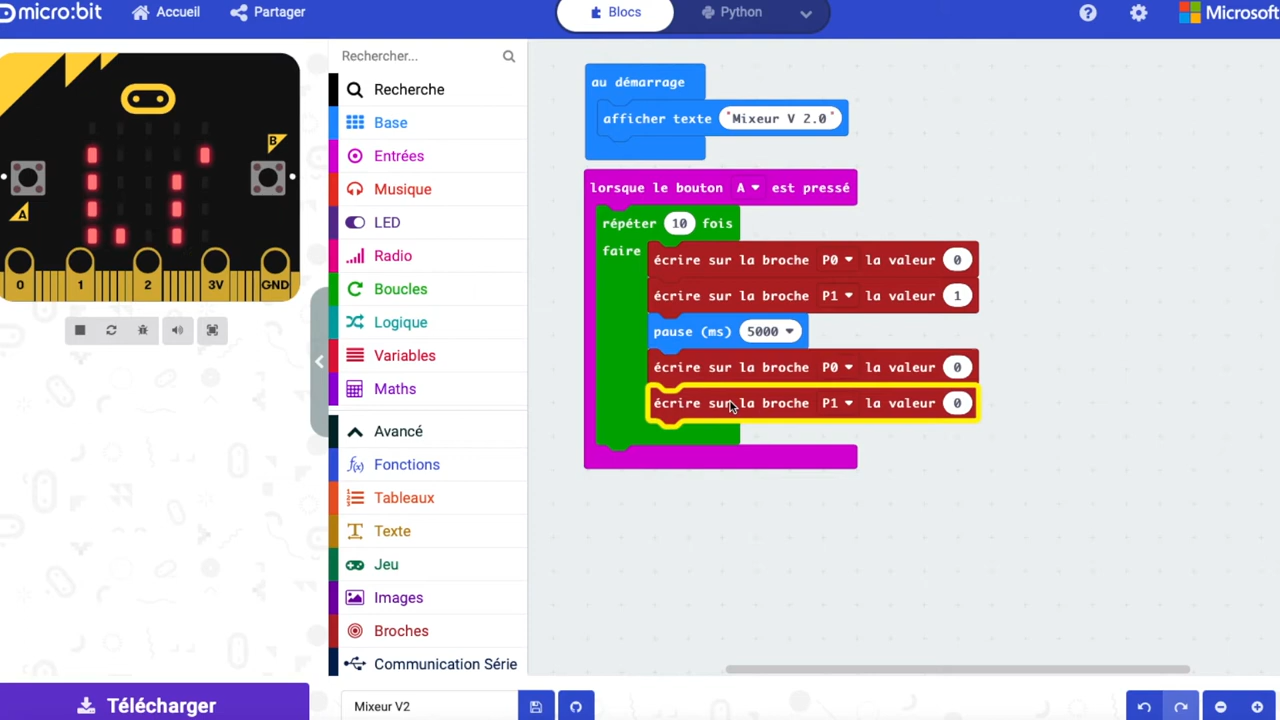 micro:bit
Accueil
Partager
Blocs
Python
Microsoft
B
A
0 1 2 3V GND
Rechercher...
Recherche
Base
Entrées
Musique
LED
Radio
Boucles
Logique
Variables
Maths
Avancé
Fonctions
Tableaux
Texte
Jeu
Images
Broches
Communication Série
au démarrage
afficher texte "Mixeur V 2.0"
lorsque le bouton A est pressé
répéter 10 fois
faire
écrire sur la broche P0 la valeur 0
écrire sur la broche P1 la valeur 1
pause (ms) 5000
écrire sur la broche P0 la valeur 0
écrire sur la broche P1 la valeur 0
Télécharger
Mixeur V2